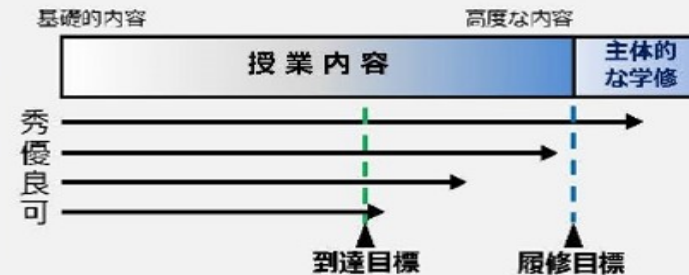 基礎的内容 高度な内容
授業内容 主体的
な学修
秀
優
良
可
到達目標 履修目標